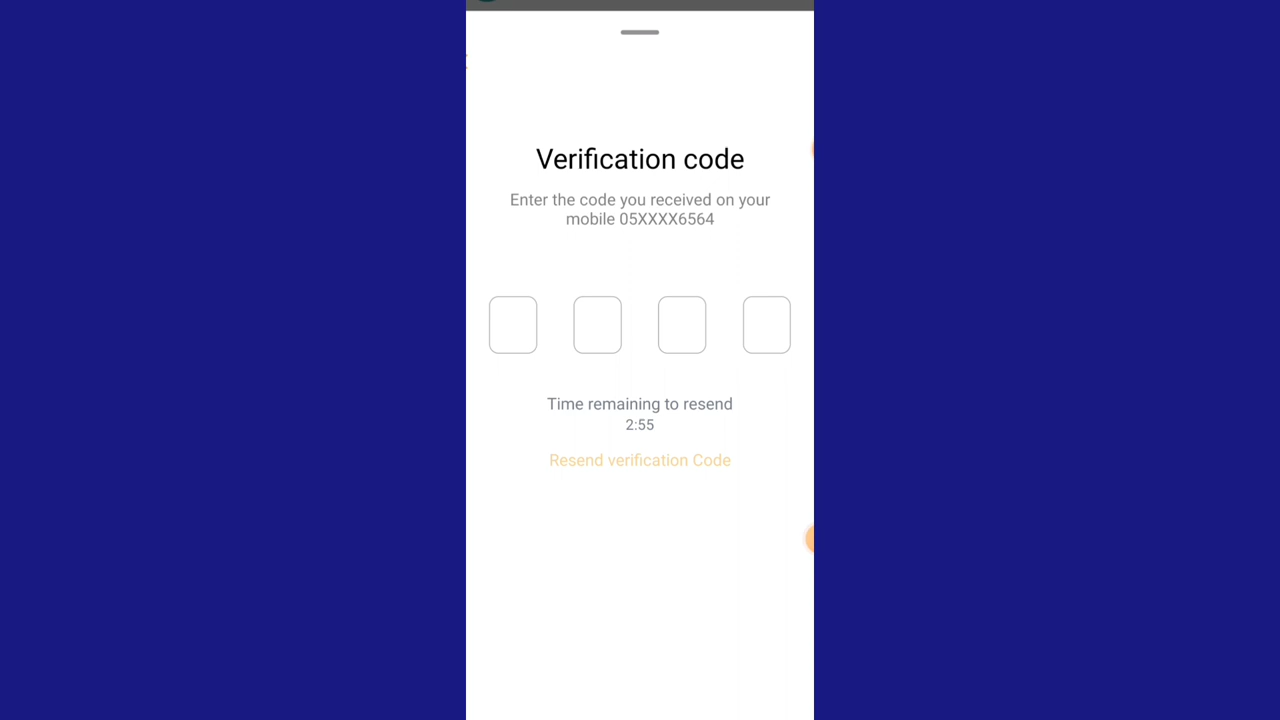 Verification code
Enter the code you received on your
mobile 05XXXX6564
Time remaining to resend
2:55
Resend verification Code